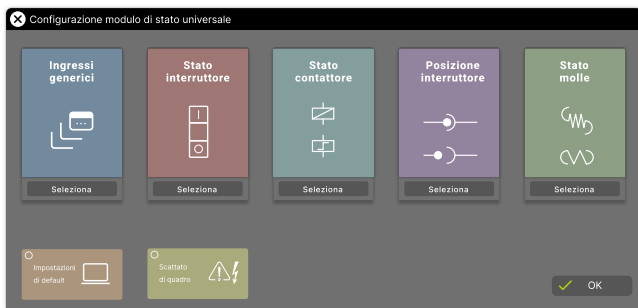 Configurazione modulo di stato universale
Ingressi
generici
Stato
interruttore
Stato
contattore
Posizione
interruttore
Stato
molle
Seleziona
Seleziona
Seleziona
Seleziona
Seleziona
Impostazioni
di default
Scattato
di quadro
OK